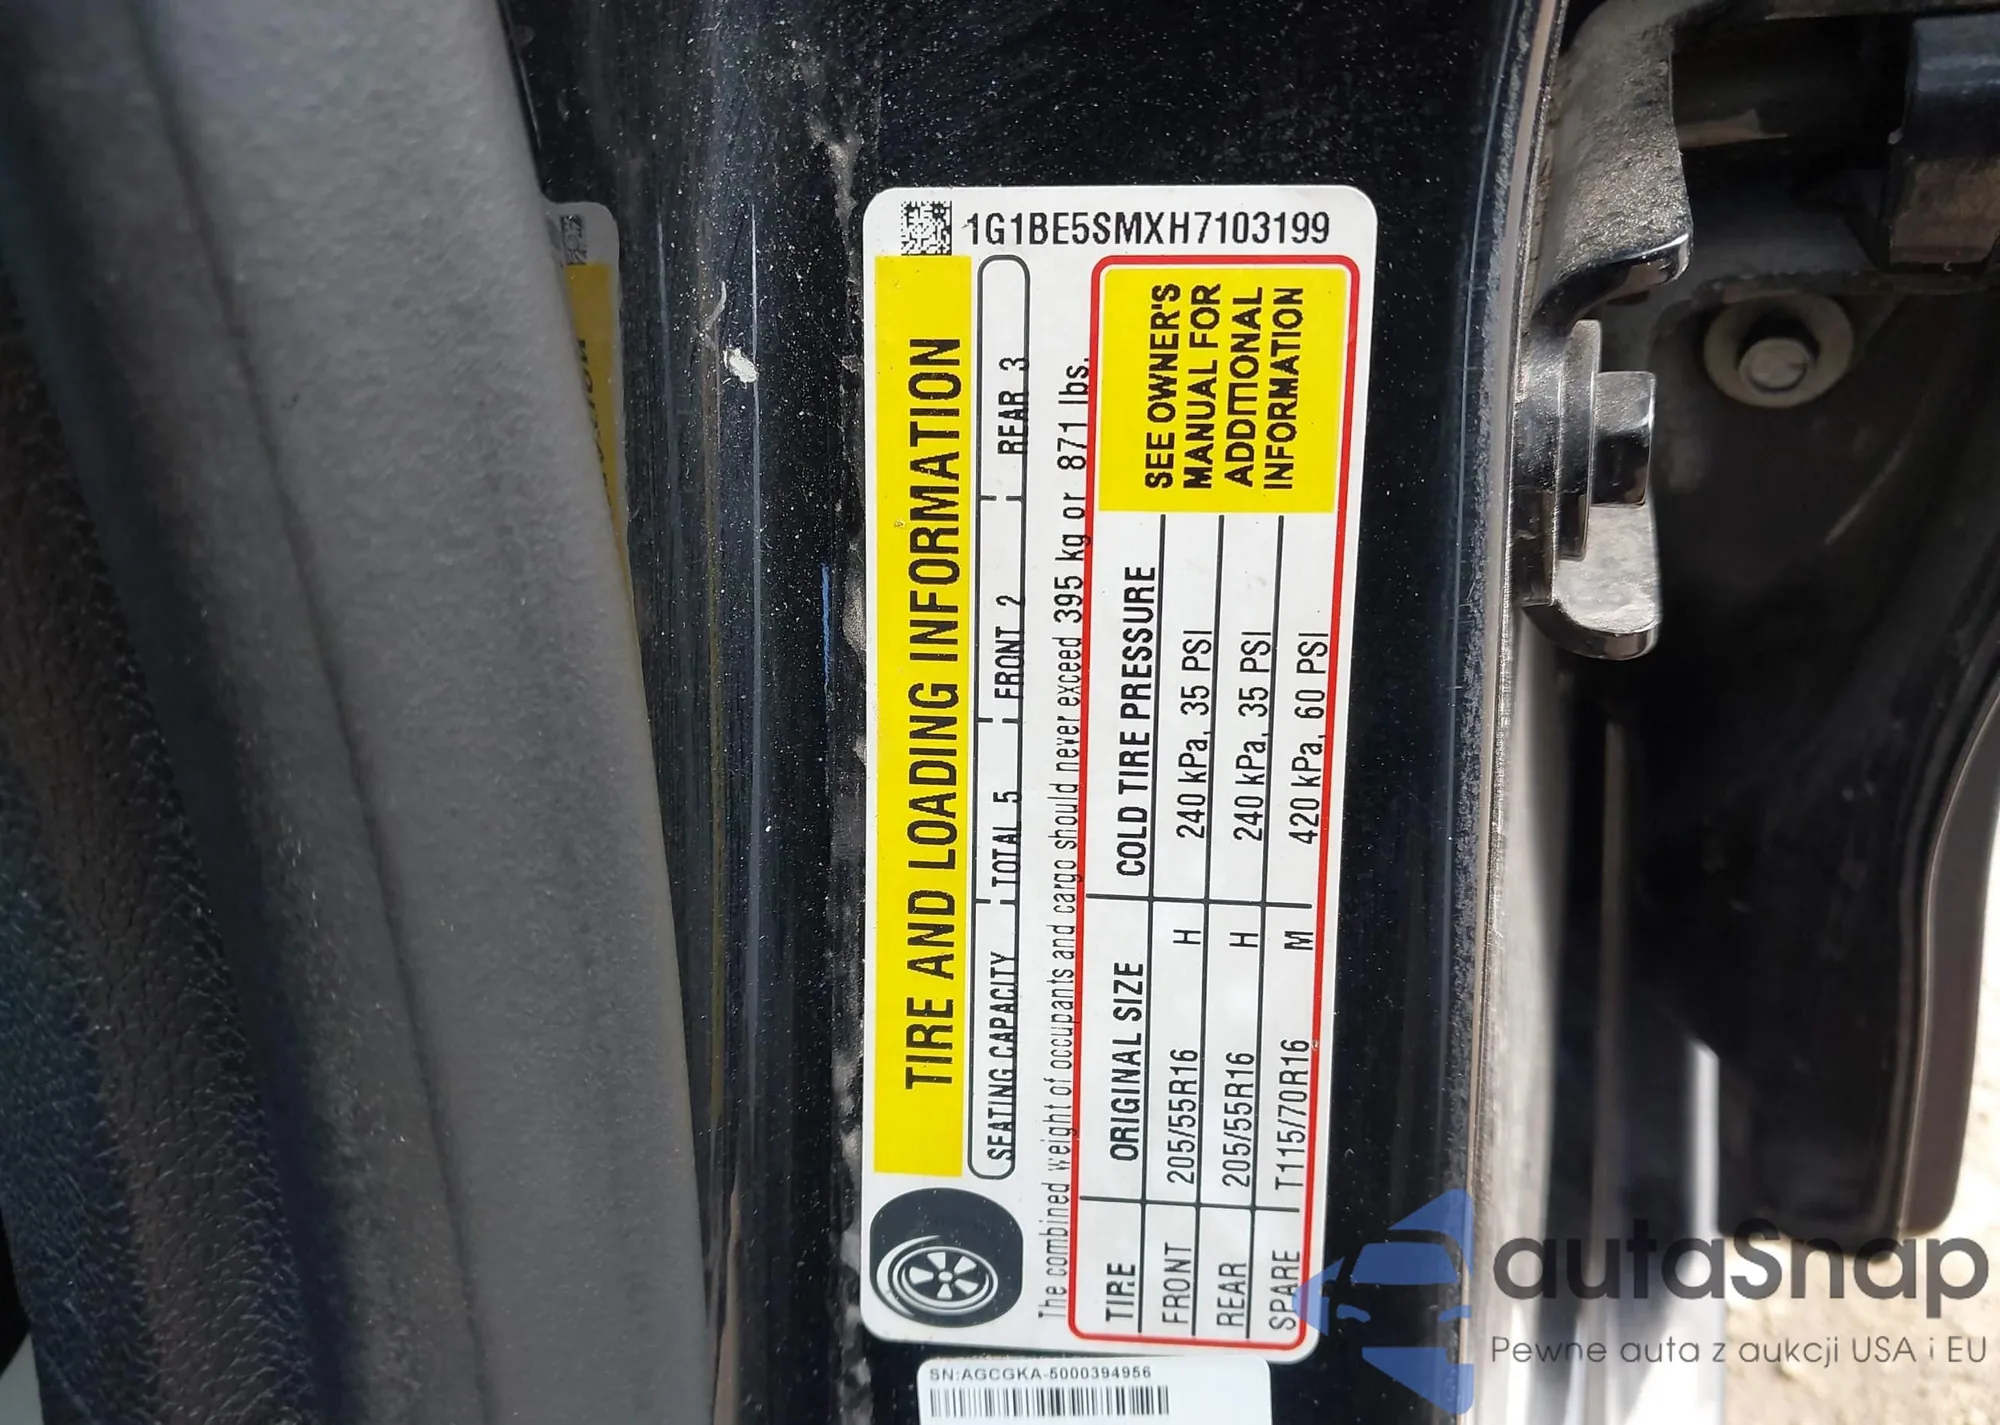 1G1BE5SMXH7103199
TIRE AND LOADING INFORMATION
SEATING CAPACITY TOTAL 5 FRONT 2 REAR 3
The combined weight of occupants and cargo should never exceed 395 kg or 871 lbs.
TIRE ORIGINAL SIZE COLD TIRE PRESSURE
FRONT 205/55R16 H 240 kPa, 35 PSI
REAR 205/55R16 H 240 kPa, 35 PSI
SPARE T115/70R16 M 420 kPa, 60 PSI
SEE OWNER'S
MANUAL FOR
ADDITIONAL
INFORMATION
SN:AGCGKA-5000394956
autaSnap
Pewne auta z aukcji USA i EU